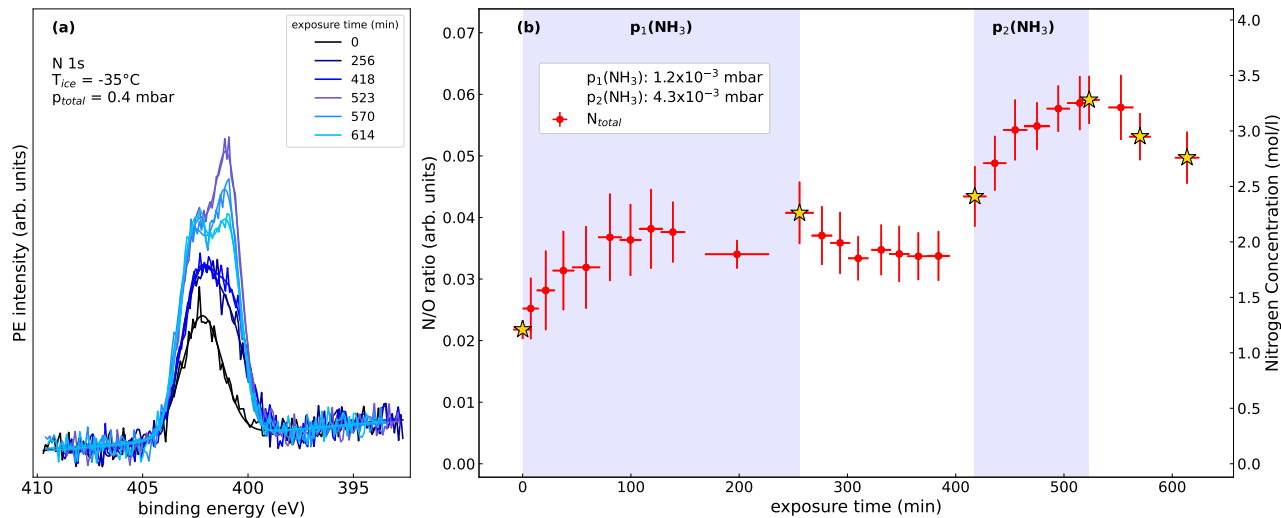 (a)
N 1s
T_ice = -35°C
p_total = 0.4 mbar
exposure time (min)
0
256
418
523
570
614
PE intensity (arb. units)
410 405 400 395
binding energy (eV)
(b)
p₁(NH₃)
p₂(NH₃)
p₁(NH₃): 1.2x10⁻³ mbar
p₂(NH₃): 4.3x10⁻³ mbar
N_total
N/O ratio (arb. units)
0.07
0.06
0.05
0.04
0.03
0.02
0.01
0.00
0 100 200 300 400 500 600
exposure time (min)
4.0
3.5
3.0
2.5
2.0
1.5
1.0
0.5
0.0
Nitrogen Concentration (mol/l)